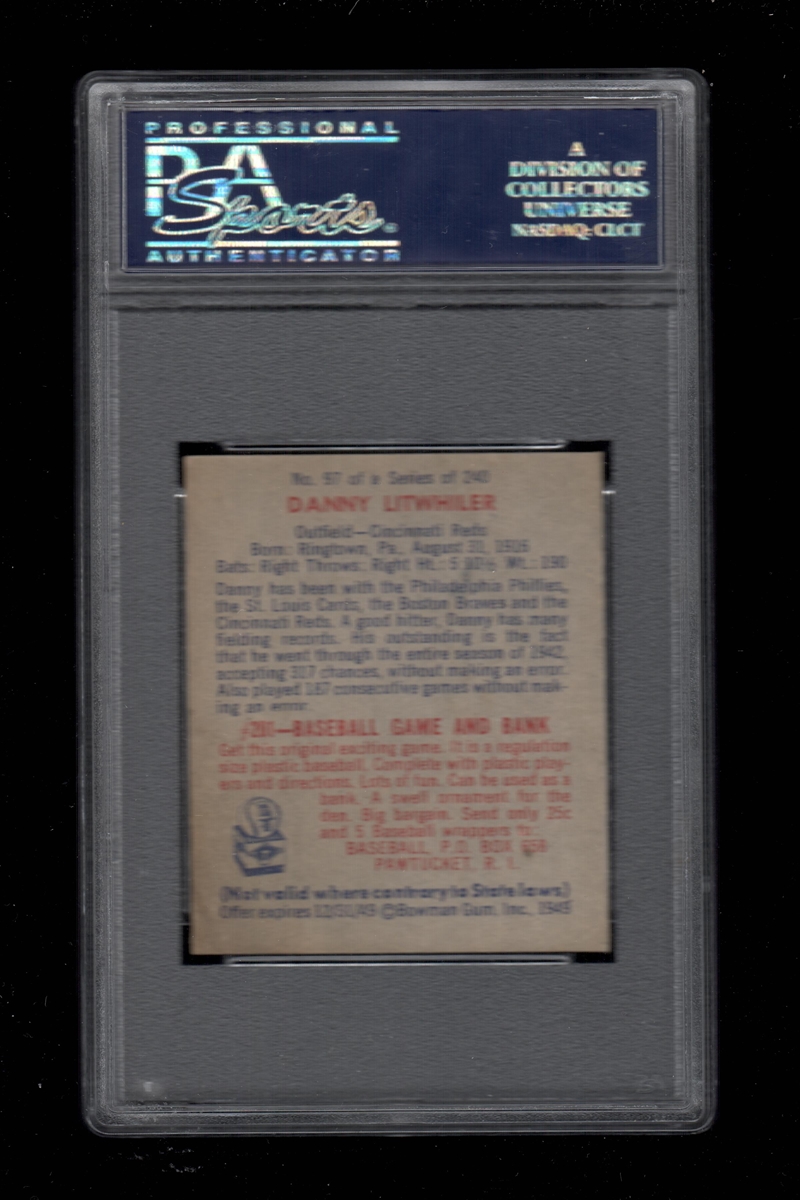 PROFESSIONAL
PSA
Sports
AUTHENTICATOR
A
DIVISION OF
COLLECTORS
UNIVERSE
NASDAQ: CLCT
No. 97 of a Series of 240
DANNY LITWHILER
Outfield—Cincinnati Reds
Born: Ringtown, Pa., August 31, 1916
Bats: Right Throws: Right Ht.: 5 10½ Wt.: 190
Danny has been with the Philadelphia Phillies,
the St. Louis Cards, the Boston Braves and the
Cincinnati Reds. A good hitter, Danny has many
fielding records. His outstanding is the fact
that he went through the entire season of 1942,
accepting 317 chances, without making an error.
Also played 187 consecutive games without mak-
ing an error.
BASEBALL GAME AND BANK
Get this original exciting game. It is a regulation
size plastic baseball. Complete with plastic play-
ers and directions. Lots of fun. Can be used as a
bank. A swell ornament for the
den. Big bargain. Send only 25c
and 5 Baseball wrappers to:
BASEBALL, P.O. BOX
PAWTUCKET, R. I.
(Not valid where contrary to State laws)
Offer expires 12/31/49 ©Bowman Gum, Inc., 1949